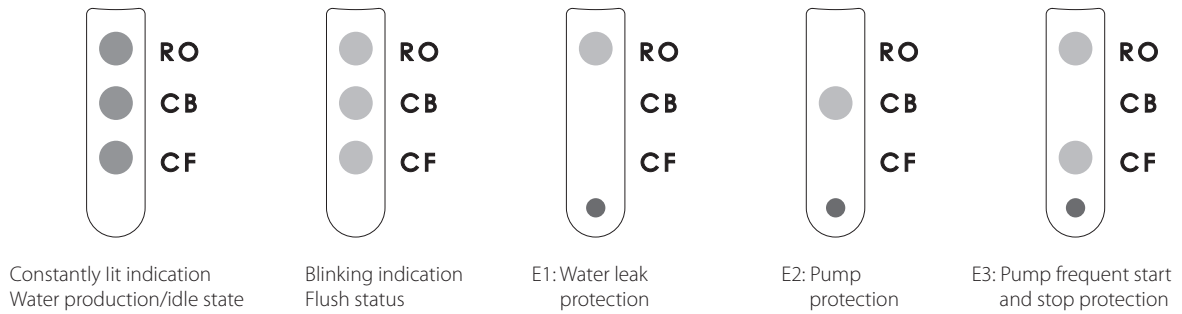 RO RO RO RO RO
CB CB CB CB CB
CF CF CF CF CF
Constantly lit indication
Water production/idle state
Blinking indication
Flush status
E1: Water leak
protection
E2: Pump
protection
E3: Pump frequent start
and stop protection